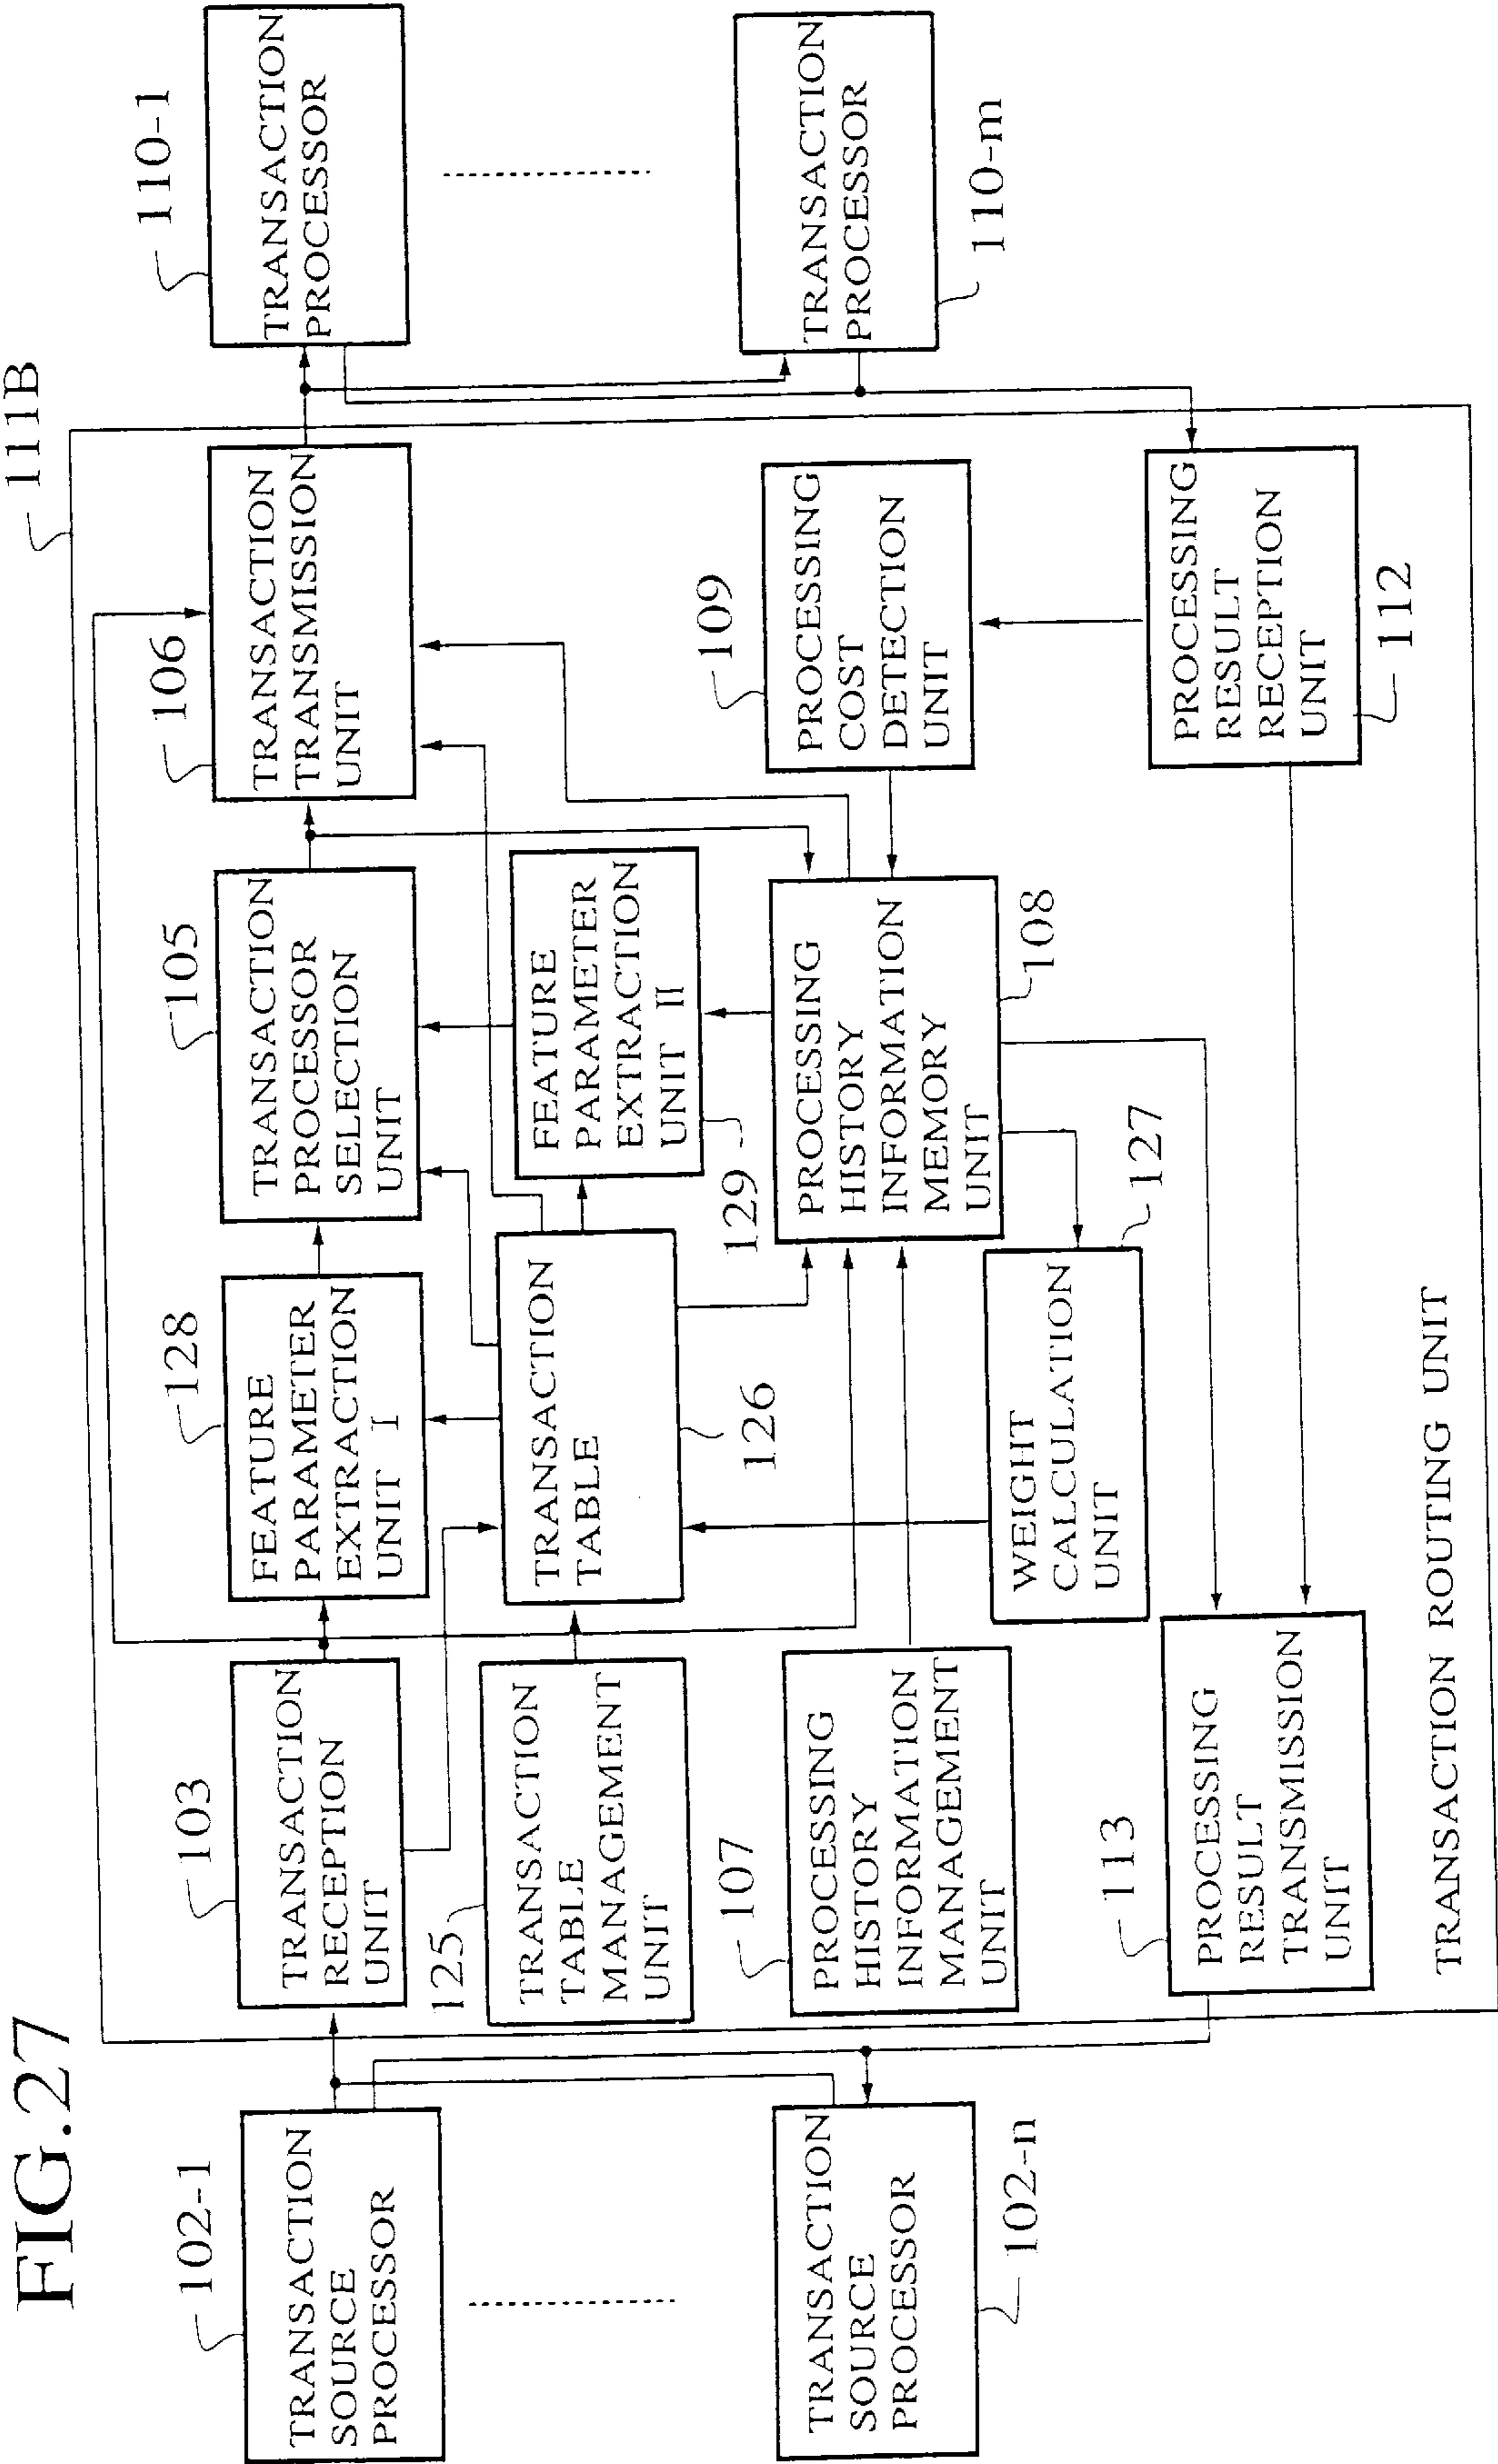 FIG.27
111B
102-1
TRANSACTION
SOURCE
PROCESSOR
102-n
TRANSACTION
SOURCE
PROCESSOR
103
TRANSACTION
RECEPTION
UNIT
125
TRANSACTION
TABLE
MANAGEMENT
UNIT
107
PROCESSING
HISTORY
INFORMATION
MANAGEMENT
UNIT
113
PROCESSING
RESULT
TRANSMISSION
UNIT
128
FEATURE
PARAMETER
EXTRACTION
UNIT I
TRANSACTION
TABLE
126
WEIGHT
CALCULATION
UNIT
127
105
TRANSACTION
PROCESSOR
SELECTION
UNIT
FEATURE
PARAMETER
EXTRACTION
UNIT II
129
PROCESSING
HISTORY
INFORMATION
MEMORY
UNIT
108
106
TRANSACTION
TRANSMISSION
UNIT
109
PROCESSING
COST
DETECTION
UNIT
PROCESSING
RESULT
RECEPTION
UNIT
112
110-1
TRANSACTION
PROCESSOR
TRANSACTION
PROCESSOR
110-m
TRANSACTION ROUTING UNIT